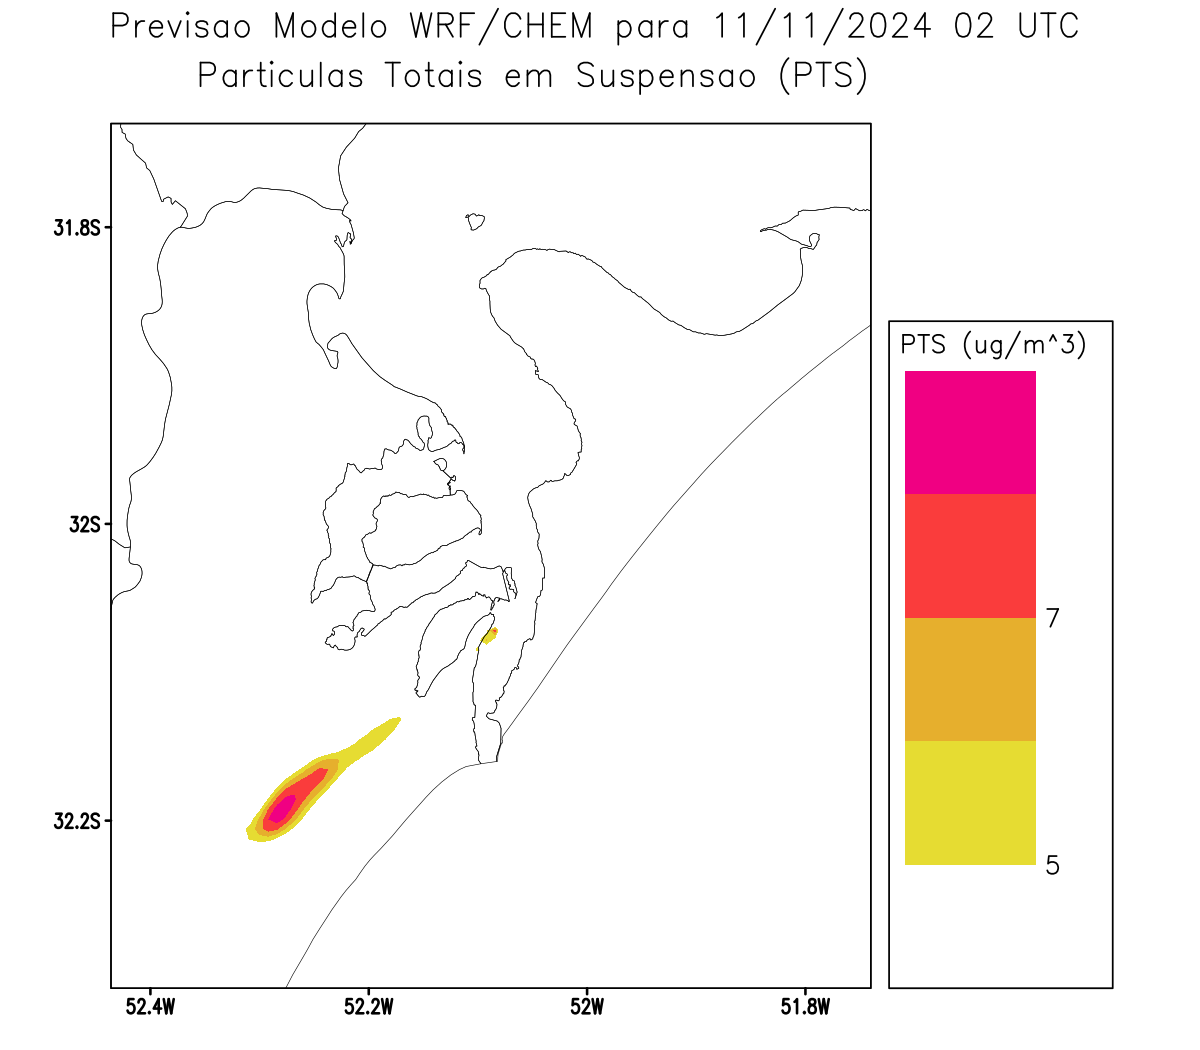 Previsao Modelo WRF/CHEM para 11/11/2024 02 UTC
Particulas Totais em Suspensao (PTS)
31.8S
32S
32.2S
52.4W
52.2W
52W
51.8W
PTS (ug/m^3)
7
5